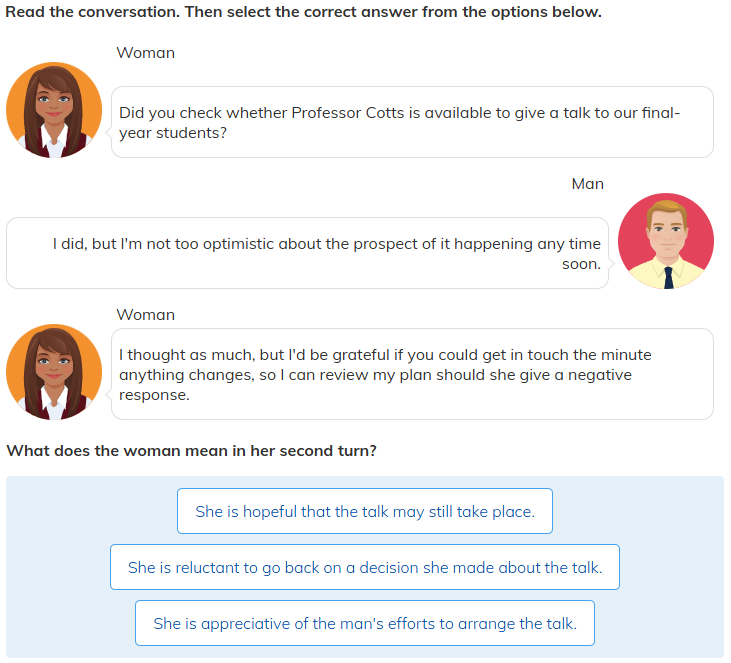 Read the conversation. Then select the correct answer from the options below.
Woman
Did you check whether Professor Cotts is available to give a talk to our final-
year students?
Man
I did, but I'm not too optimistic about the prospect of it happening any time
soon.
Woman
I thought as much, but I'd be grateful if you could get in touch the minute
anything changes, so I can review my plan should she give a negative
response.
What does the woman mean in her second turn?
She is hopeful that the talk may still take place.
She is reluctant to go back on a decision she made about the talk.
She is appreciative of the man's efforts to arrange the talk.